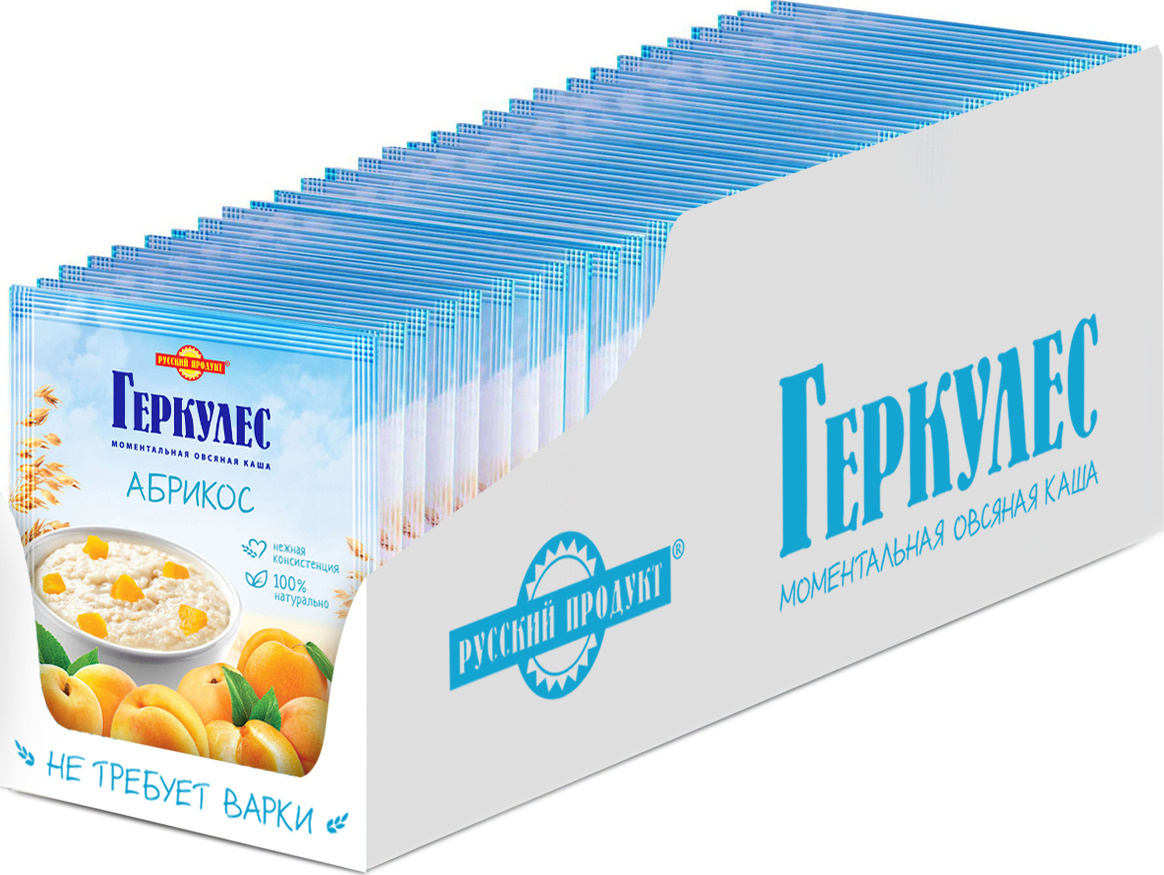 РУССКИЙ ПРОДУКТ®
ГЕРКУЛЕС
МОМЕНТАЛЬНАЯ ОВСЯНАЯ КАША
АБРИКОС
нежная
консистенция
100%
натурально
НЕ ТРЕБУЕТ ВАРКИ
РУССКИЙ ПРОДУКТ®
ГЕРКУЛЕС
МОМЕНТАЛЬНАЯ ОВСЯНАЯ КАША